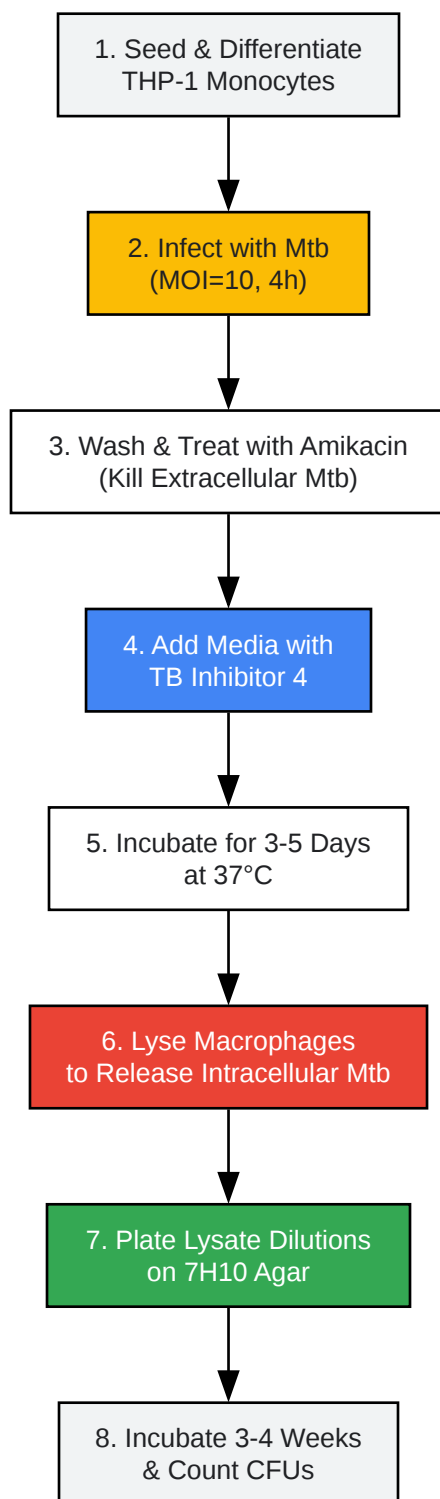 1. Seed & Differentiate
THP-1 Monocytes
2. Infect with Mtb
(MOI=10, 4h)
3. Wash & Treat with Amikacin
(Kill Extracellular Mtb)
4. Add Media with
TB Inhibitor 4
5. Incubate for 3-5 Days
at 37°C
6. Lyse Macrophages
to Release Intracellular Mtb
7. Plate Lysate Dilutions
on 7H10 Agar
8. Incubate 3-4 Weeks
& Count CFUs